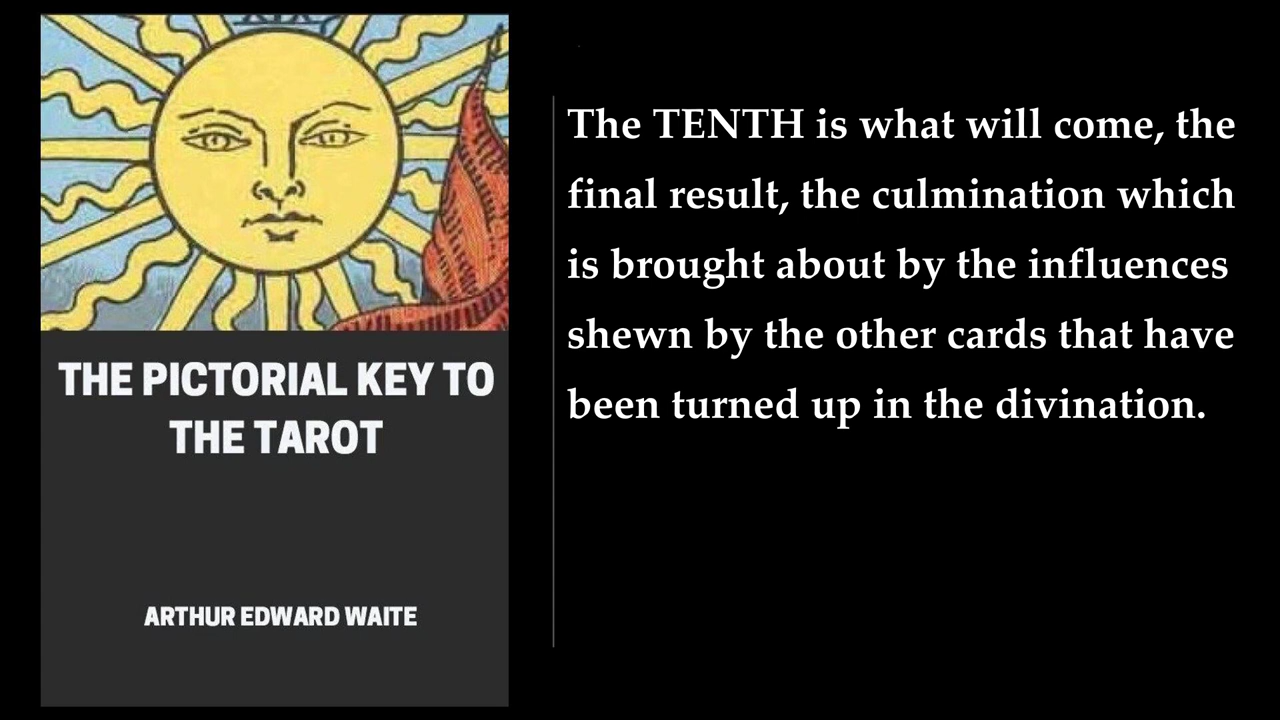 XIX
THE PICTORIAL KEY TO
THE TAROT
ARTHUR EDWARD WAITE
The TENTH is what will come, the
final result, the culmination which
is brought about by the influences
shewn by the other cards that have
been turned up in the divination.